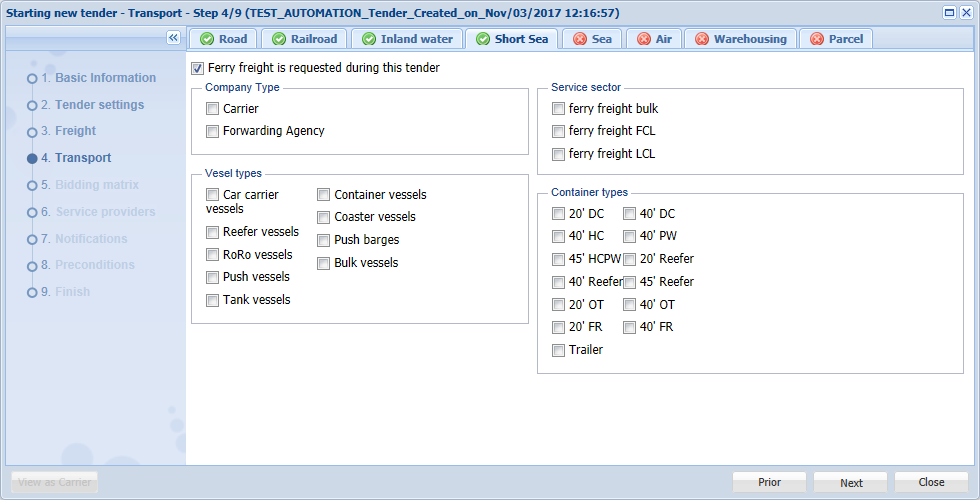 Starting new tender - Transport - Step 4/9 (TEST_AUTOMATION_Tender_Created_on_Nov/03/2017 12:16:57)
Road Railroad Inland water Short Sea Sea Air Warehousing Parcel
1. Basic Information
2. Tender settings
3. Freight
4. Transport
5. Bidding matrix
6. Service providers
7. Notifications
8. Preconditions
9. Finish
Ferry freight is requested during this tender
Company Type
Carrier
Forwarding Agency
Vesel types
Car carrier
vessels
Reefer vessels
RoRo vessels
Push vessels
Tank vessels
Container vessels
Coaster vessels
Push barges
Bulk vessels
Service sector
ferry freight bulk
ferry freight FCL
ferry freight LCL
Container types
20' DC 40' DC
40' HC 40' PW
45' HCPW 20' Reefer
40' Reefer 45' Reefer
20' OT 40' OT
20' FR 40' FR
Trailer
View as Carrier Prior Next Close